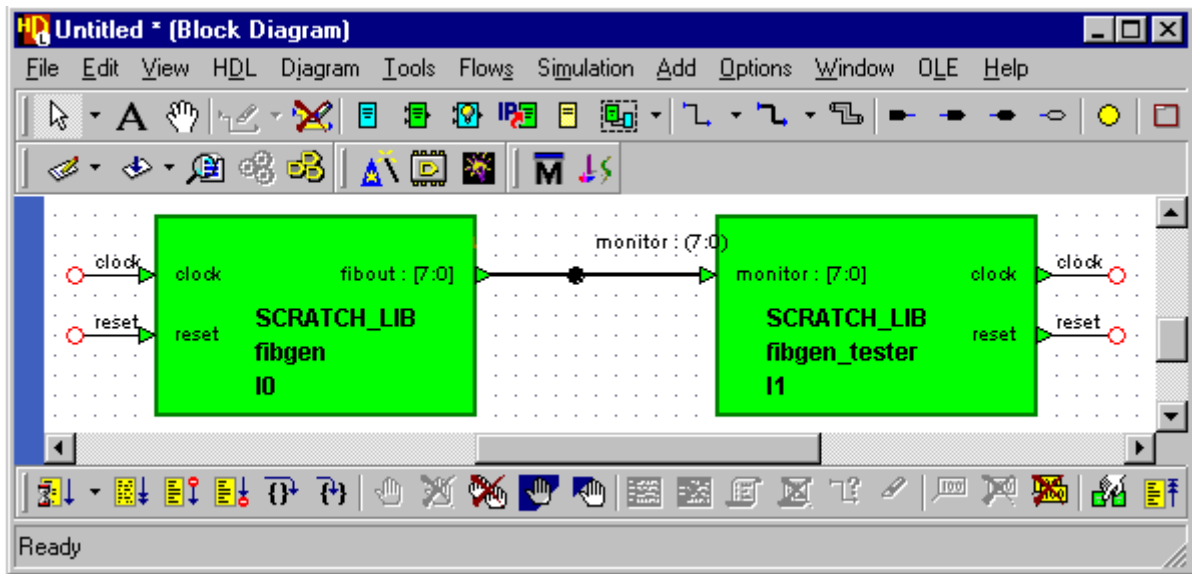 Untitled * (Block Diagram)
File Edit View HDL Diagram Tools Flows Simulation Add Options Window OLE Help
monitor : (7:0)
clock clock fibout : [7:0] monitor : [7:0] clock clock
reset reset SCRATCH_LIB SCRATCH_LIB reset reset
fibgen fibgen_tester
I0 I1
Ready